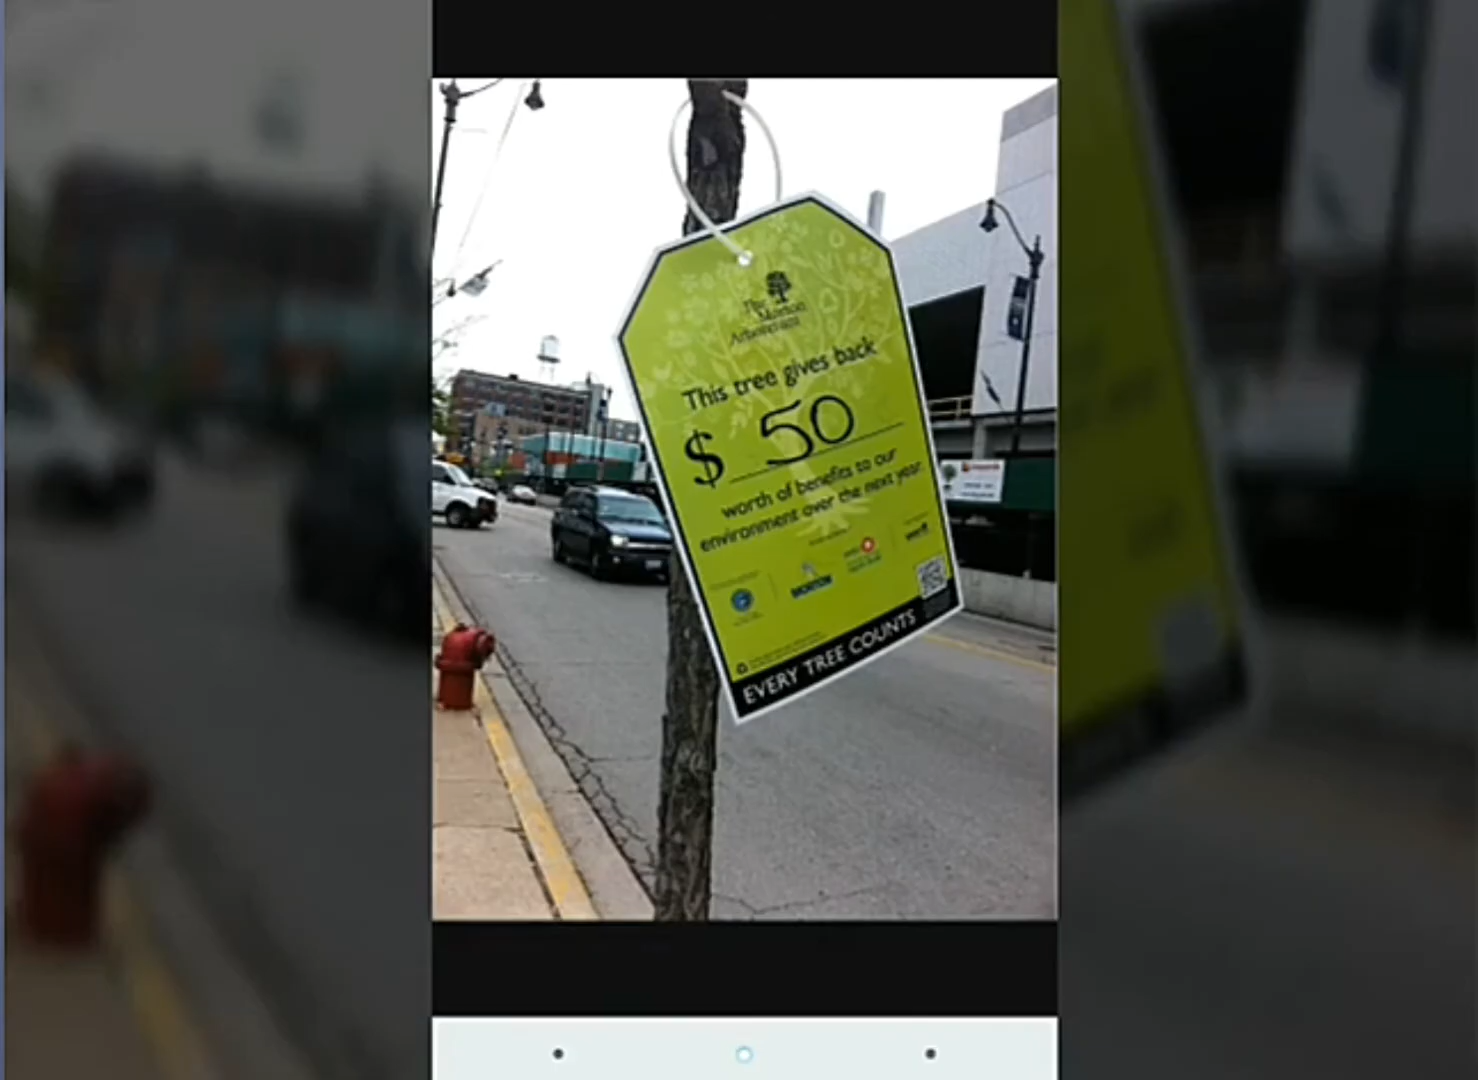 The
Morton
Arboretum
This tree gives back
$ 50
worth of benefits to our
environment over the next year.
MORTON
EVERY TREE COUNTS